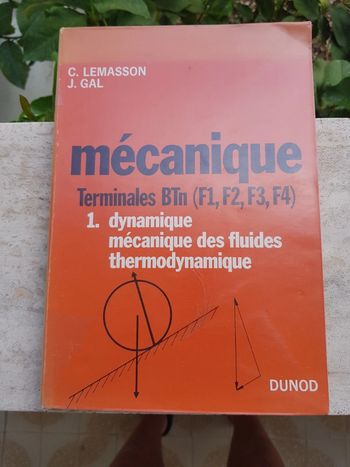 C. LEMASSON
J. GAL
mécanique
Terminales BTn (F1, F2, F3, F4)
1. dynamique
mécanique des fluides
thermodynamique
DUNOD